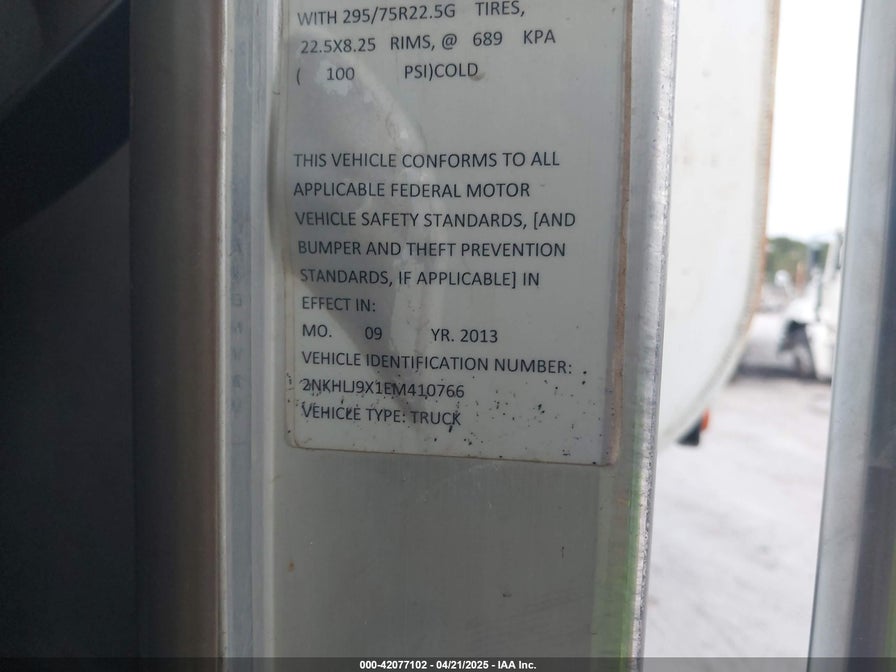 WITH 295/75R22.5G TIRES,
22.5X8.25 RIMS, @ 689 KPA
( 100 PSI)COLD
THIS VEHICLE CONFORMS TO ALL
APPLICABLE FEDERAL MOTOR
VEHICLE SAFETY STANDARDS, [AND
BUMPER AND THEFT PREVENTION
STANDARDS, IF APPLICABLE] IN
EFFECT IN:
MO. 09 YR. 2013
VEHICLE IDENTIFICATION NUMBER:
2NKHLJ9X1EM410766
VEHICLE TYPE: TRUCK
000-42077102 - 04/21/2025 - IAA Inc.